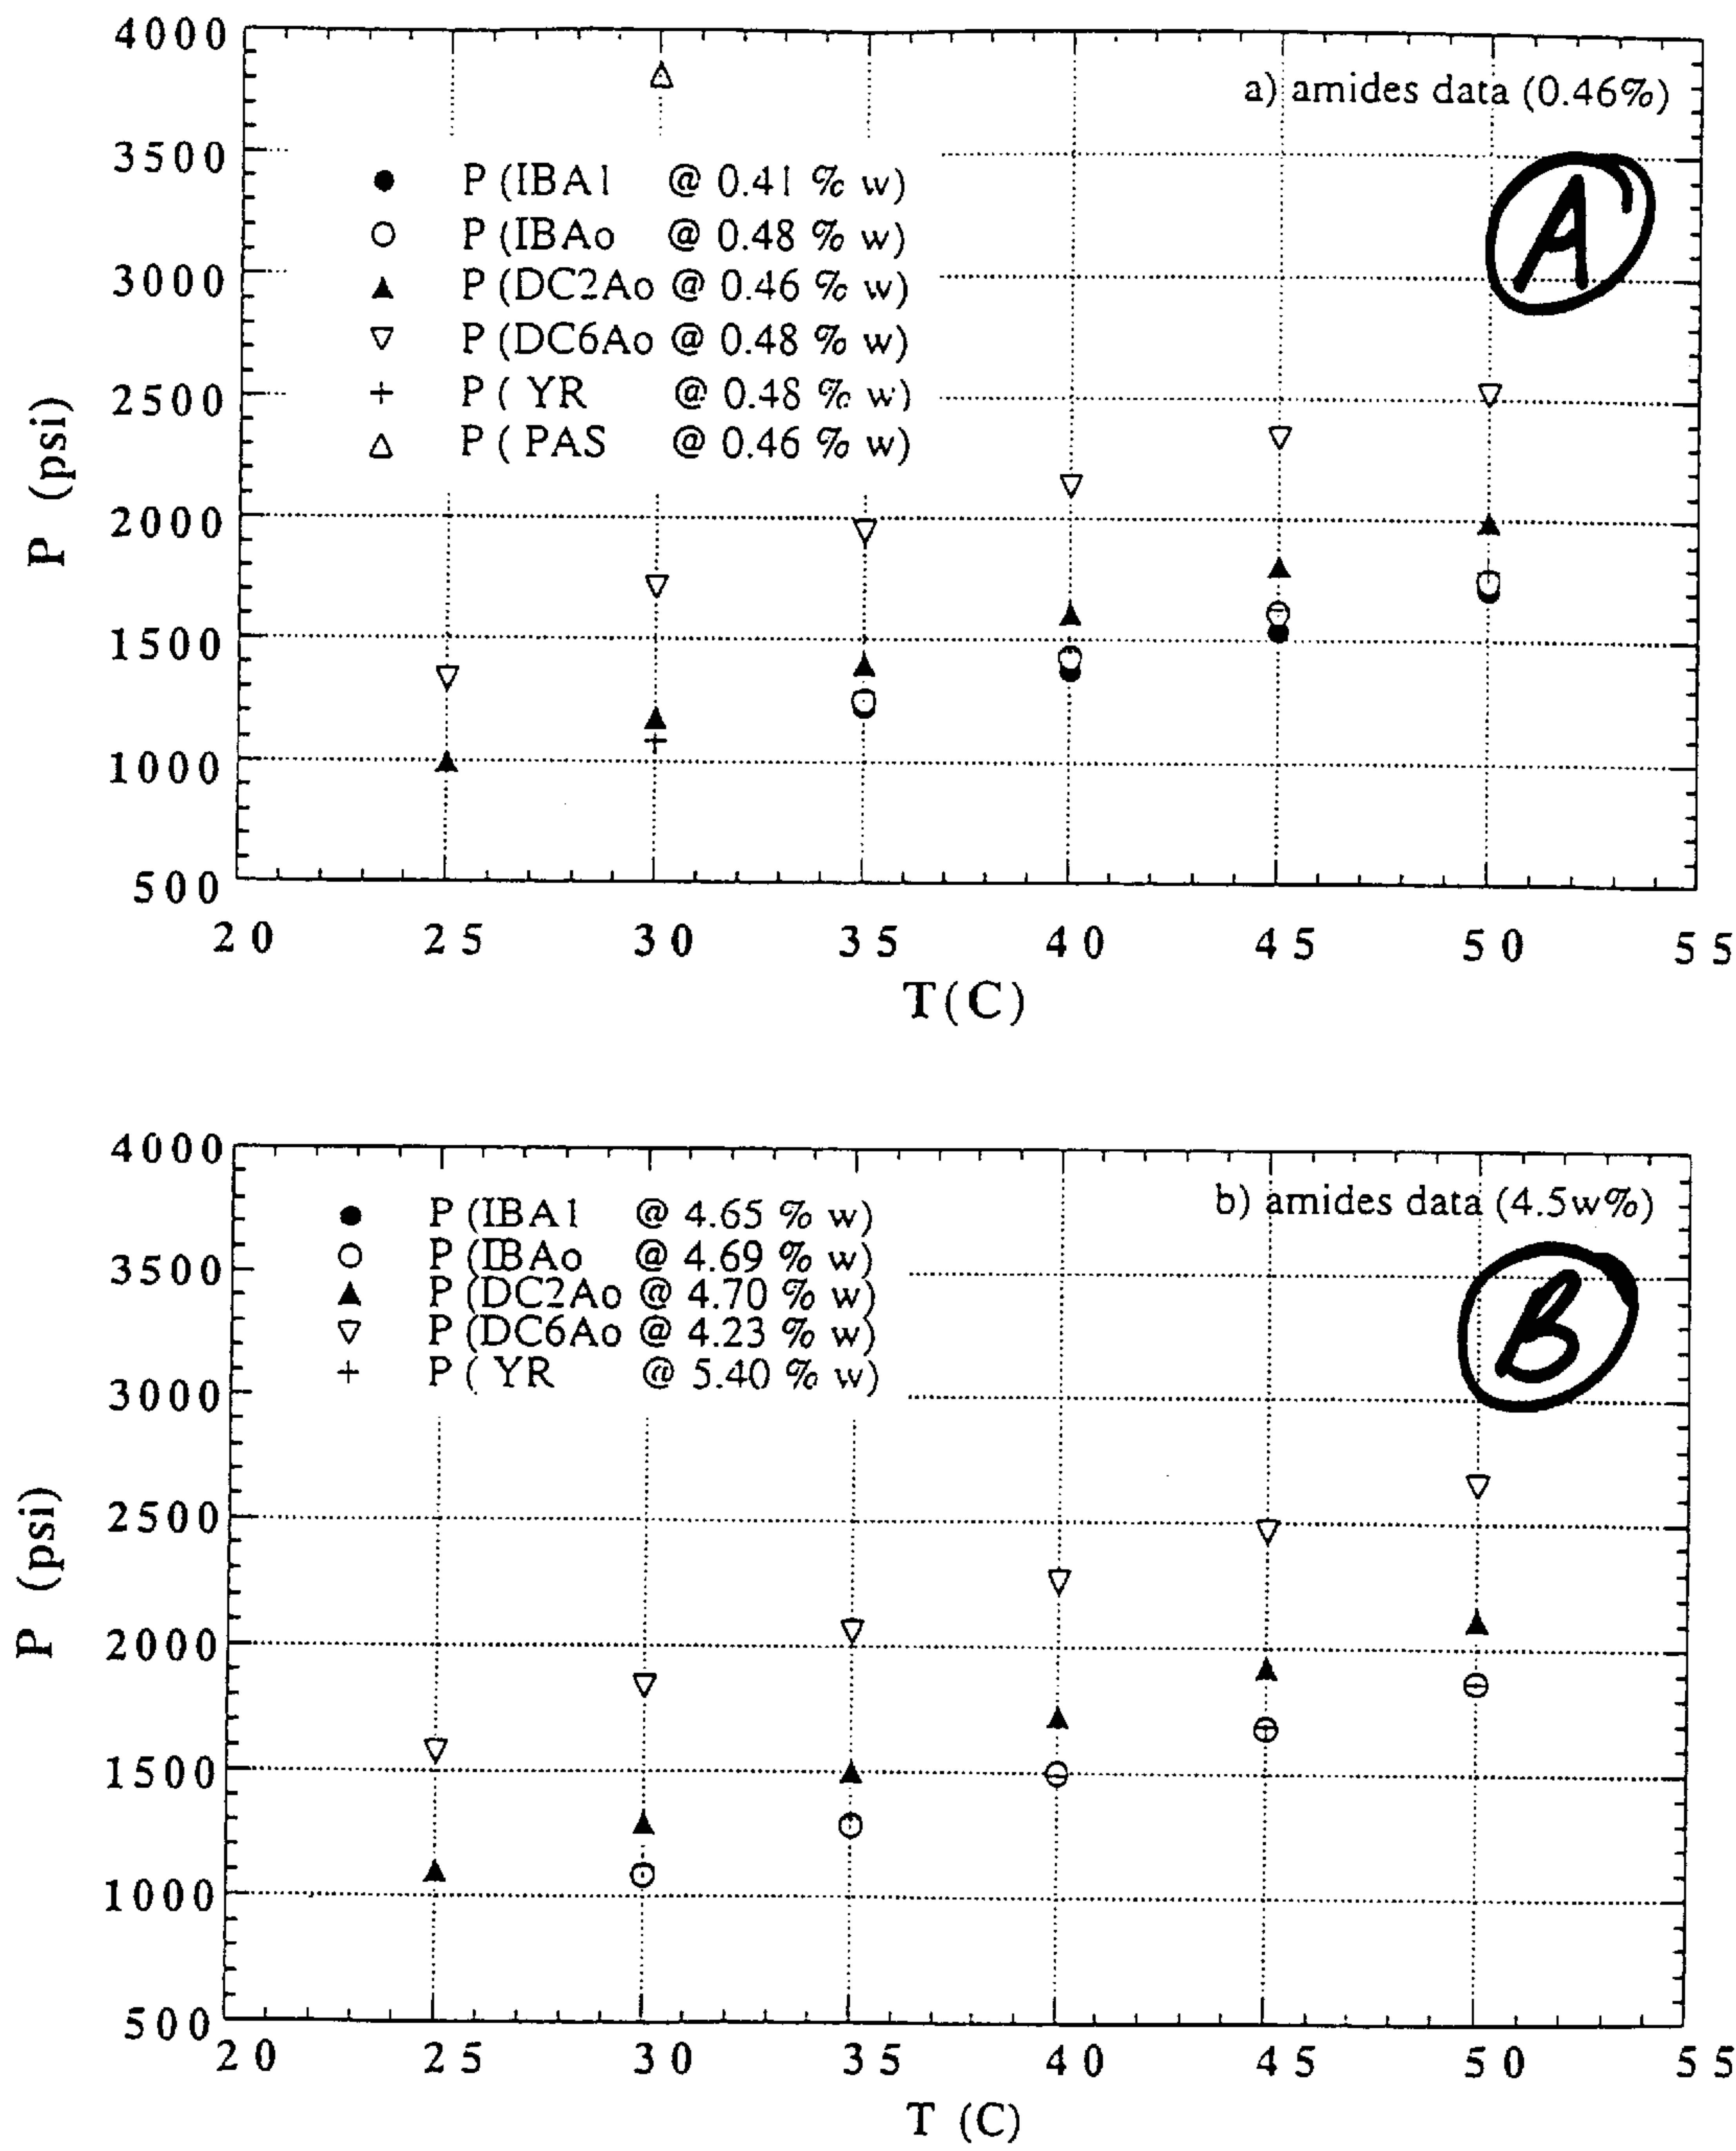 4000
3500
3000
2500
2000
1500
1000
500
P (psi)
a) amides data (0.46%)
A
P (IBA1 @ 0.41 % w)
P (IBAo @ 0.48 % w)
P (DC2Ao @ 0.46 % w)
P (DC6Ao @ 0.48 % w)
P ( YR @ 0.48 % w)
P ( PAS @ 0.46 % w)
20 25 30 35 40 45 50 55
T(C)
4000
3500
3000
2500
2000
1500
1000
500
P (psi)
b) amides data (4.5w%)
B
P (IBA1 @ 4.65 % w)
P (IBAo @ 4.69 % w)
P (DC2Ao @ 4.70 % w)
P (DC6Ao @ 4.23 % w)
P ( YR @ 5.40 % w)
20 25 30 35 40 45 50 55
T (C)